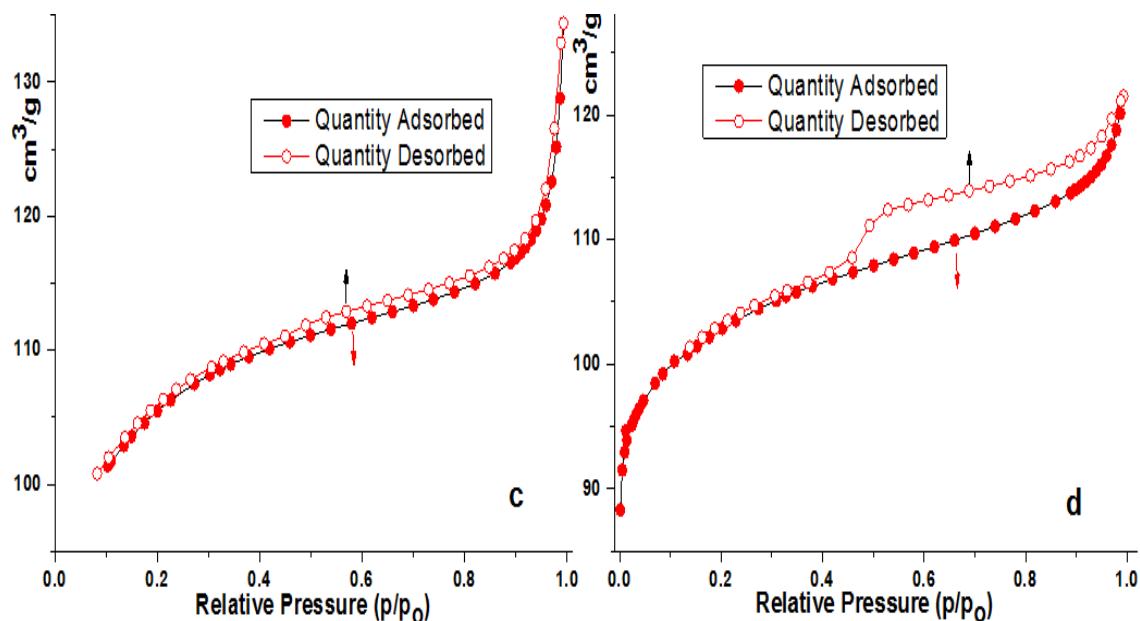 cm³/g
130
120
110
100
Quantity Adsorbed
Quantity Desorbed
c
0.0 0.2 0.4 0.6 0.8 1.0
Relative Pressure (p/p₀)
cm³/g
120
110
100
90
Quantity Adsorbed
Quantity Desorbed
d
0.0 0.2 0.4 0.6 0.8 1.0
Relative Pressure (p/p₀)